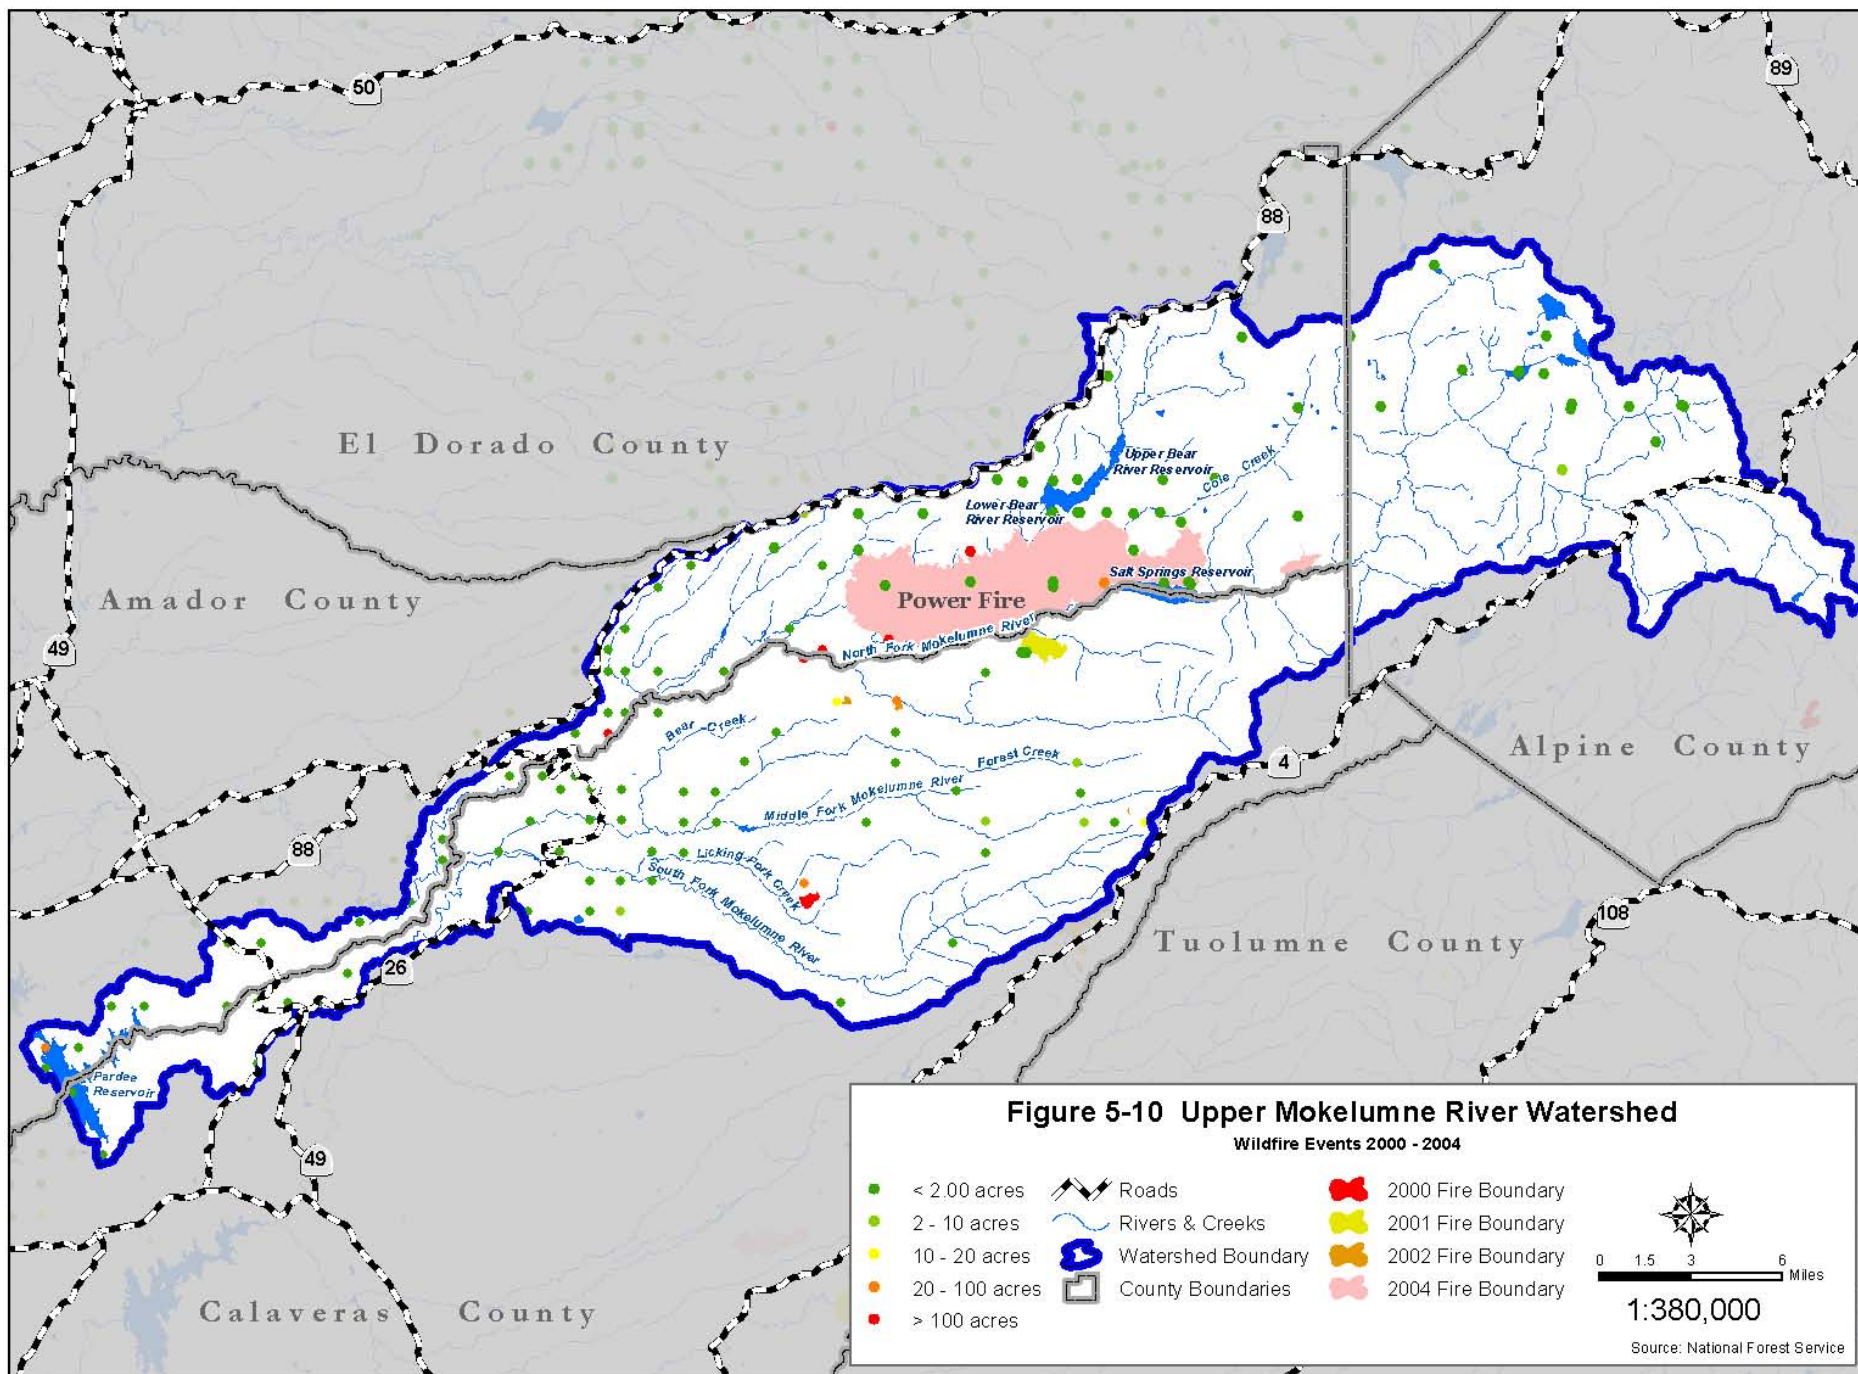 50
89
88
El Dorado County
Upper Bear
River Reservoir
Cole Creek
Lower Bear
River Reservoir
Salt Springs Reservoir
Power Fire
Amador County
North Fork Mokelumne River
49
Bear Creek
Forest Creek
Alpine County
4
Middle Fork Mokelumne River
88
Licking Fork Creek
South Fork Mokelumne River
108
Tuolumne County
26
Pardee
Reservoir
49
Calaveras County
Figure 5-10 Upper Mokelumne River Watershed
Wildfire Events 2000 - 2004
< 2.00 acres
2 - 10 acres
10 - 20 acres
20 - 100 acres
> 100 acres
Roads
Rivers & Creeks
Watershed Boundary
County Boundaries
2000 Fire Boundary
2001 Fire Boundary
2002 Fire Boundary
2004 Fire Boundary
0 1.5 3 6
Miles
1:380,000
Source: National Forest Service